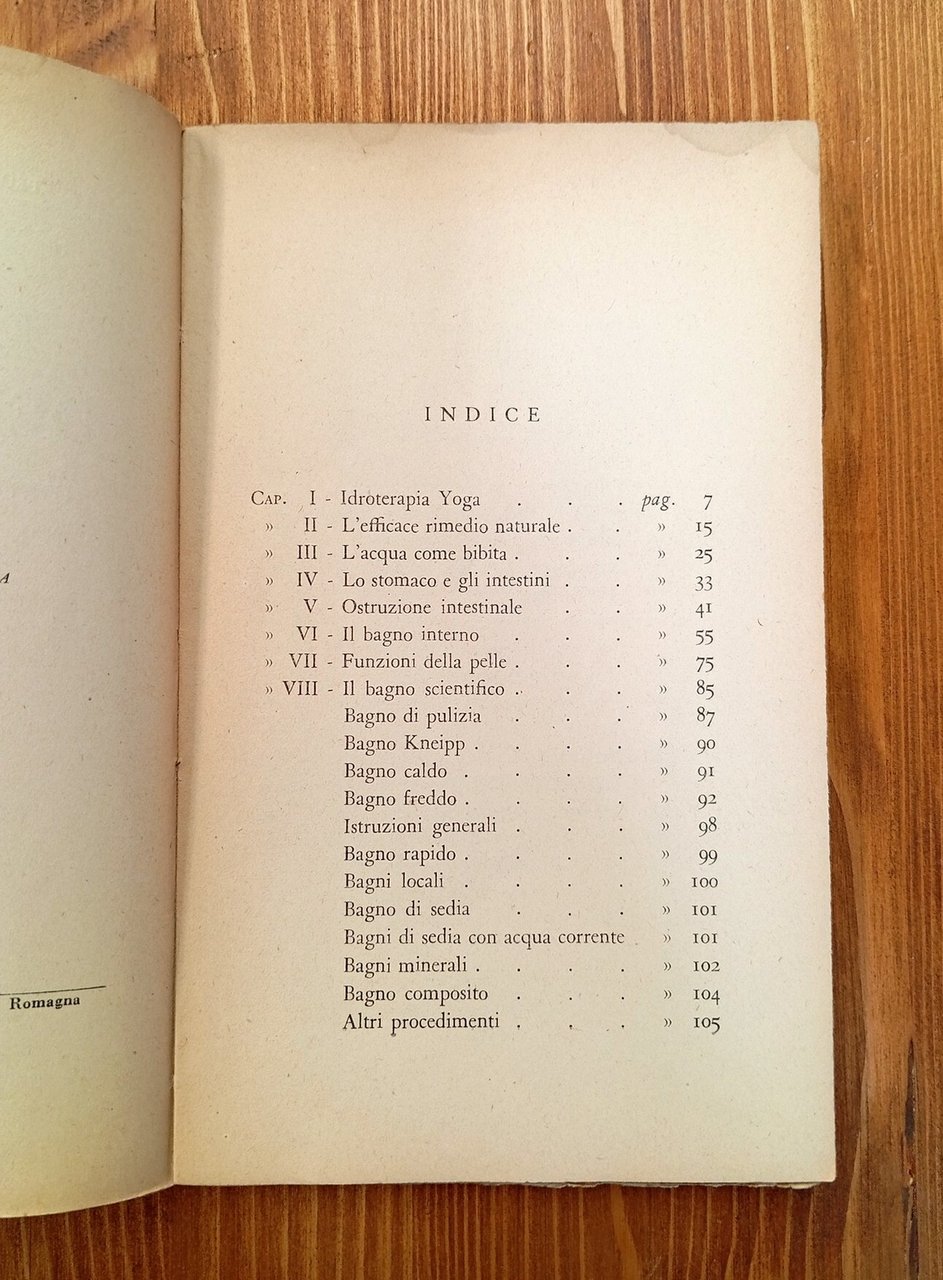 A
Romagna
INDICE
CAP. I - Idroterapia Yoga . . . pag. 7
» II - L'efficace rimedio naturale . . » 15
» III - L'acqua come bibita . . . » 25
» IV - Lo stomaco e gli intestini . . » 33
» V - Ostruzione intestinale . . » 41
» VI - Il bagno interno . . . » 55
» VII - Funzioni della pelle . . . » 75
» VIII - Il bagno scientifico . . . » 85
Bagno di pulizia . . . » 87
Bagno Kneipp . . . . » 90
Bagno caldo . . . . » 91
Bagno freddo . . . . » 92
Istruzioni generali . . . » 98
Bagno rapido . . . . » 99
Bagni locali . . . . » 100
Bagno di sedia . . . » 101
Bagni di sedia con acqua corrente » 101
Bagni minerali . . . . » 102
Bagno composito . . . » 104
Altri procedimenti . . . » 105